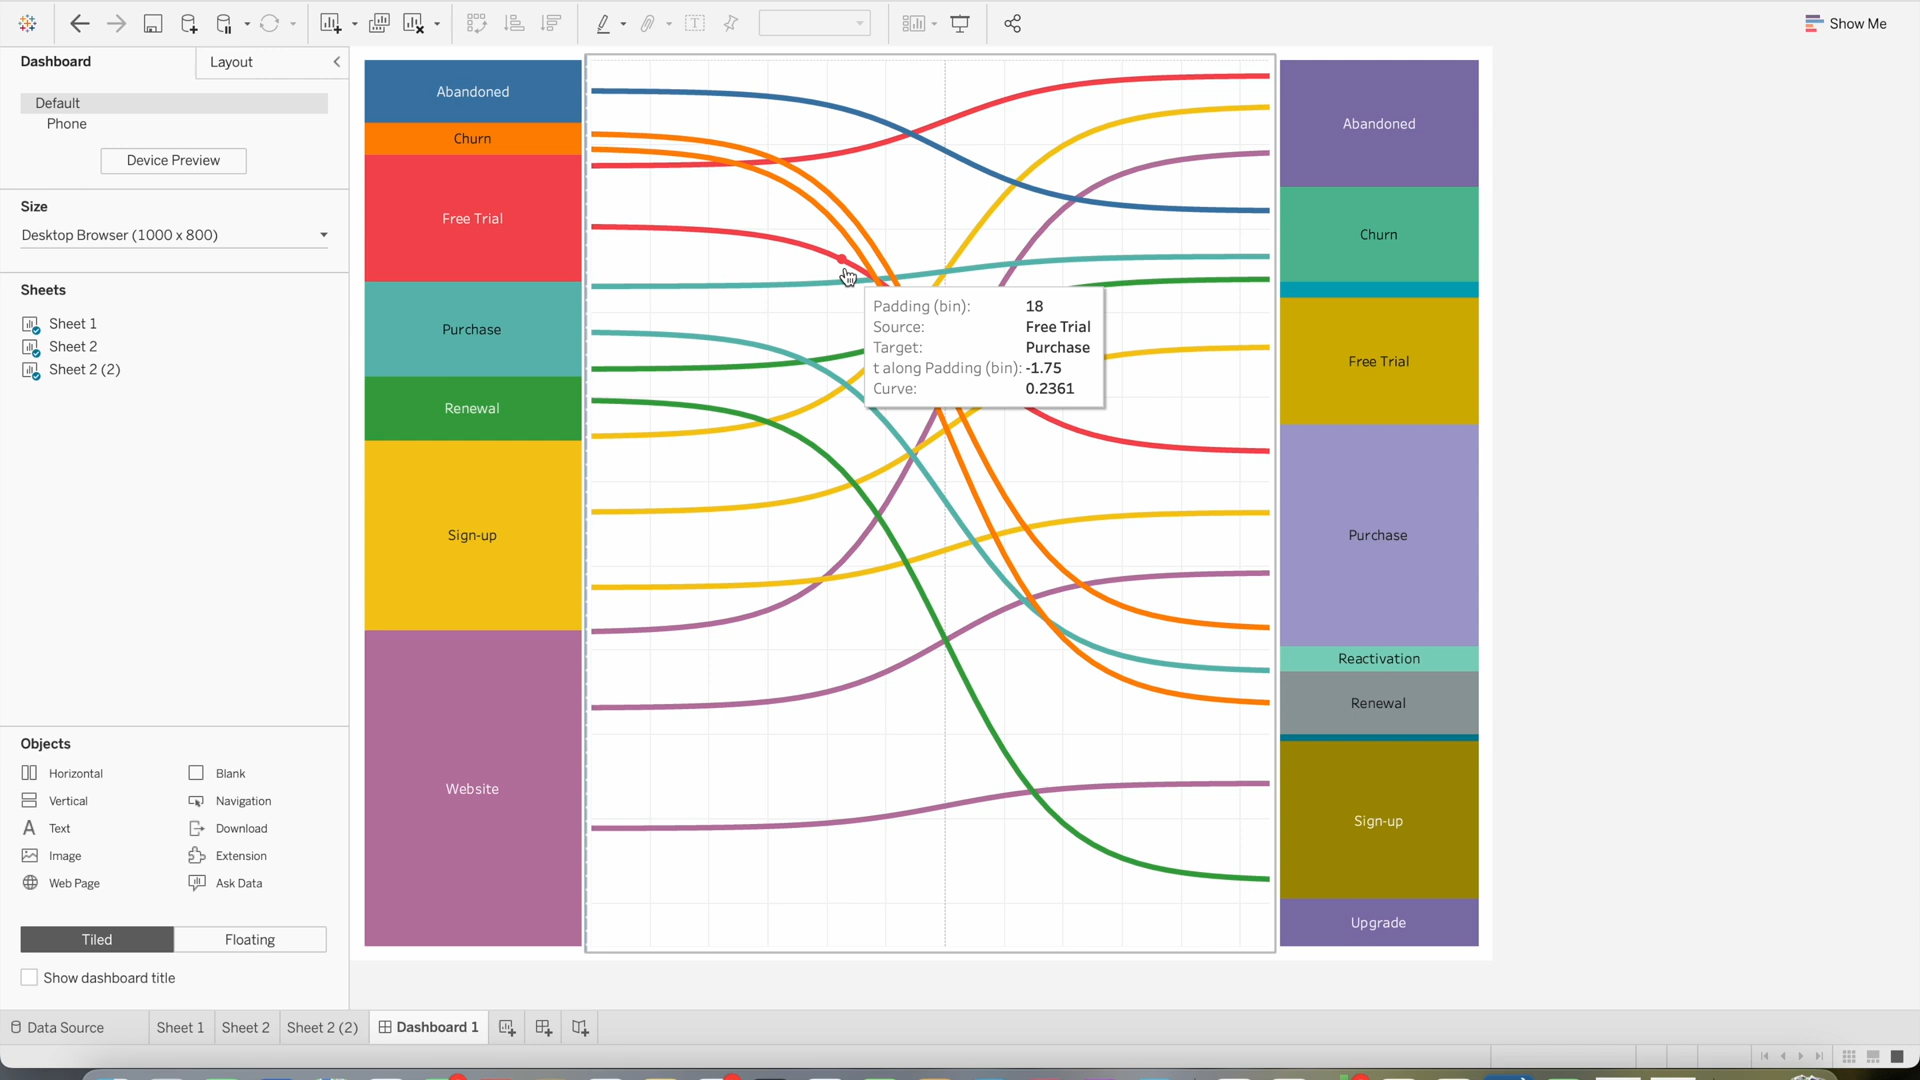 Show Me
Dashboard
Layout
Default
Phone
Device Preview
Size
Desktop Browser (1000 x 800)
Sheets
Sheet 1
Sheet 2
Sheet 2 (2)
Objects
Horizontal
Blank
Vertical
Navigation
Text
Download
Image
Extension
Web Page
Ask Data
Tiled
Floating
Show dashboard title
Abandoned
Churn
Free Trial
Purchase
Renewal
Sign-up
Website
Padding (bin): 18
Source: Free Trial
Target: Purchase
t along Padding (bin): -1.75
Curve: 0.2361
Abandoned
Churn
Free Trial
Purchase
Reactivation
Renewal
Sign-up
Upgrade
Data Source
Sheet 1
Sheet 2
Sheet 2 (2)
Dashboard 1